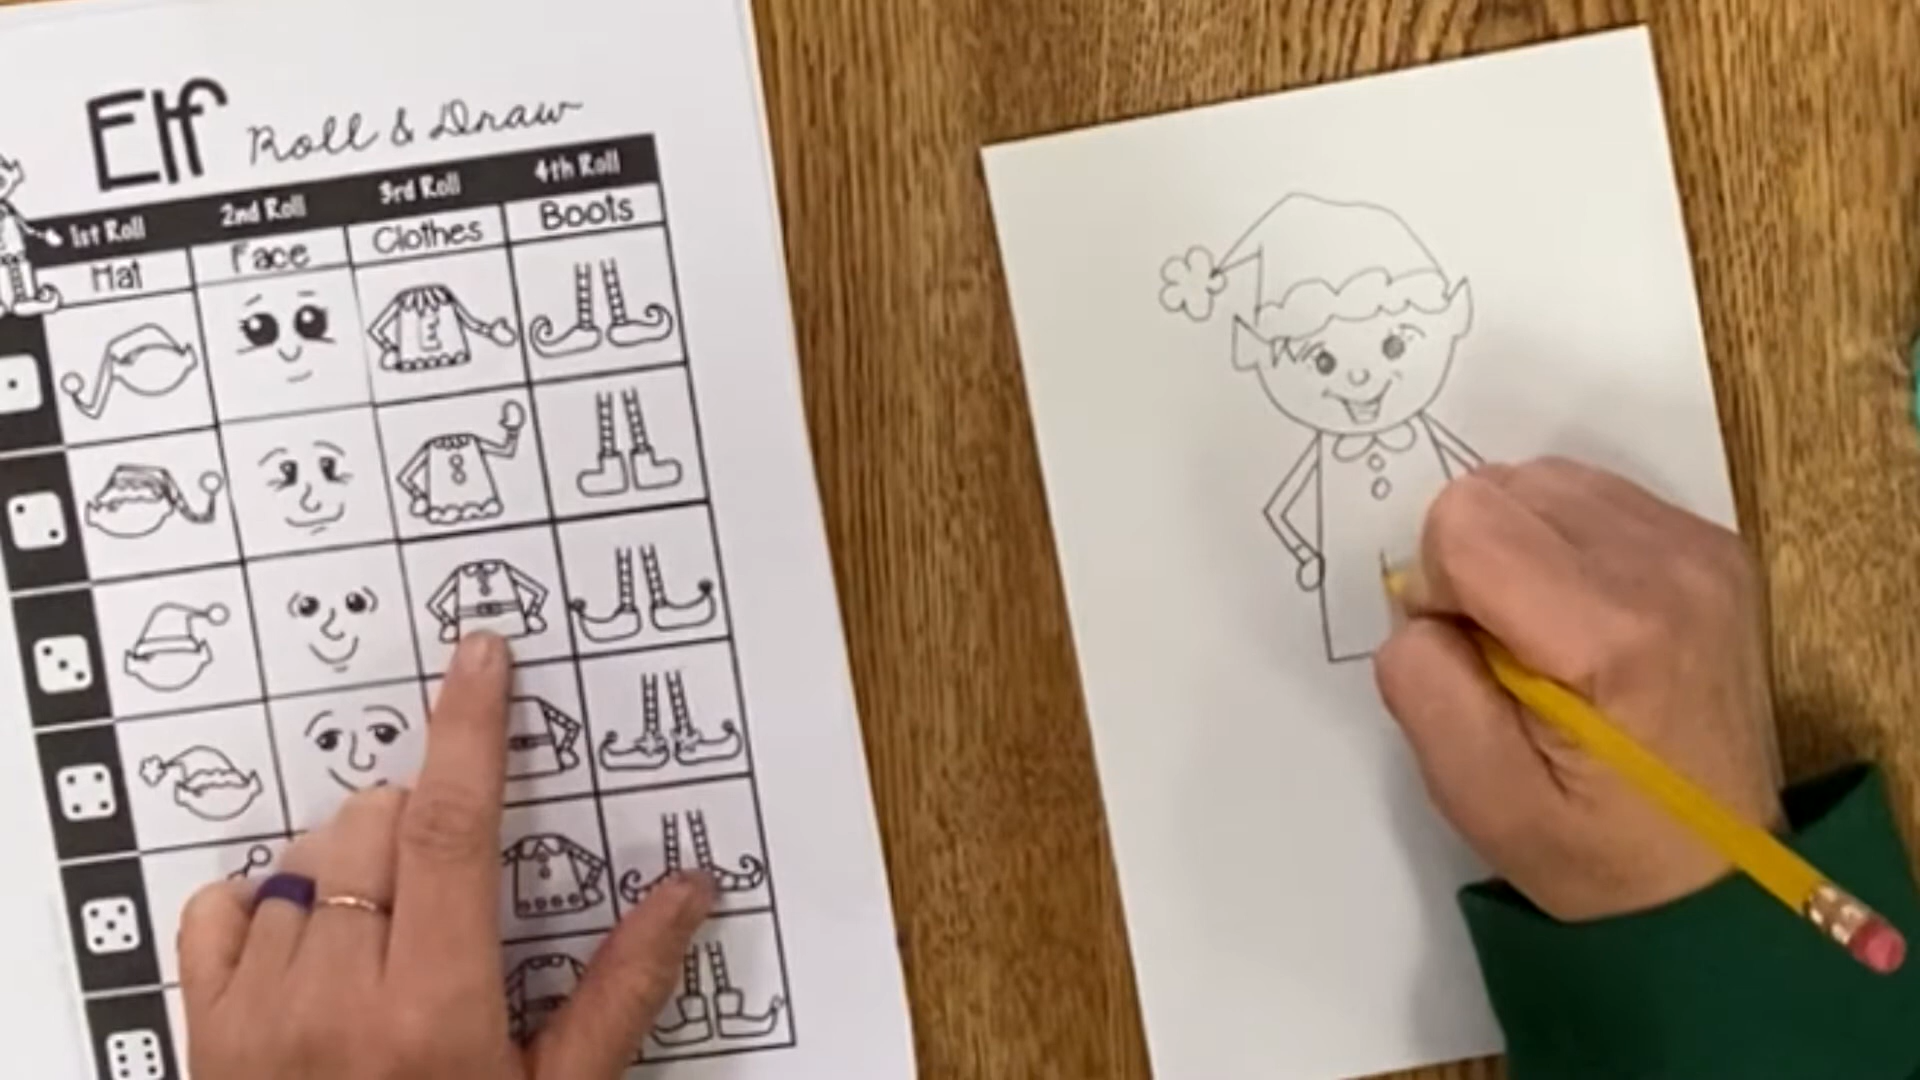 Elf Roll & Draw
1st Roll 2nd Roll 3rd Roll 4th Roll
Hat Face Clothes Boots